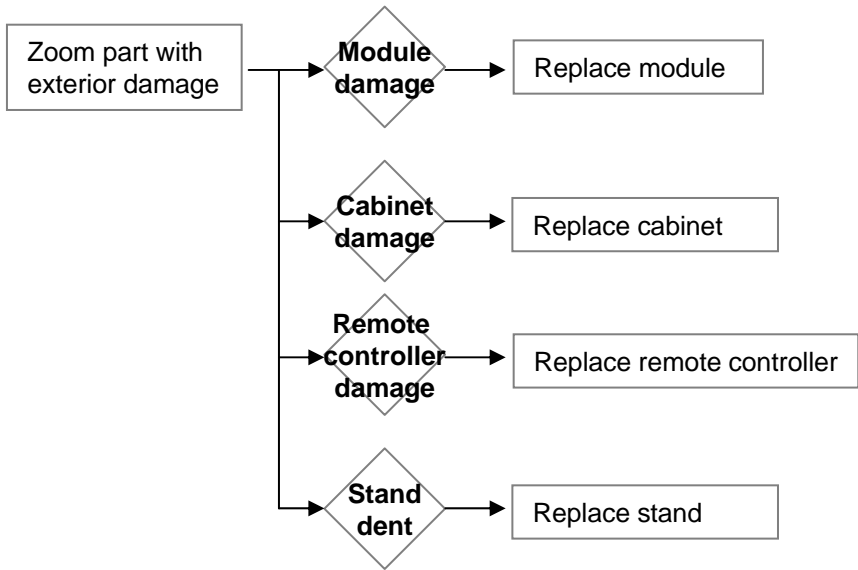 Zoom part with
exterior damage
Module
damage
Replace module
Cabinet
damage
Replace cabinet
Remote
controller
damage
Replace remote controller
Stand
dent
Replace stand